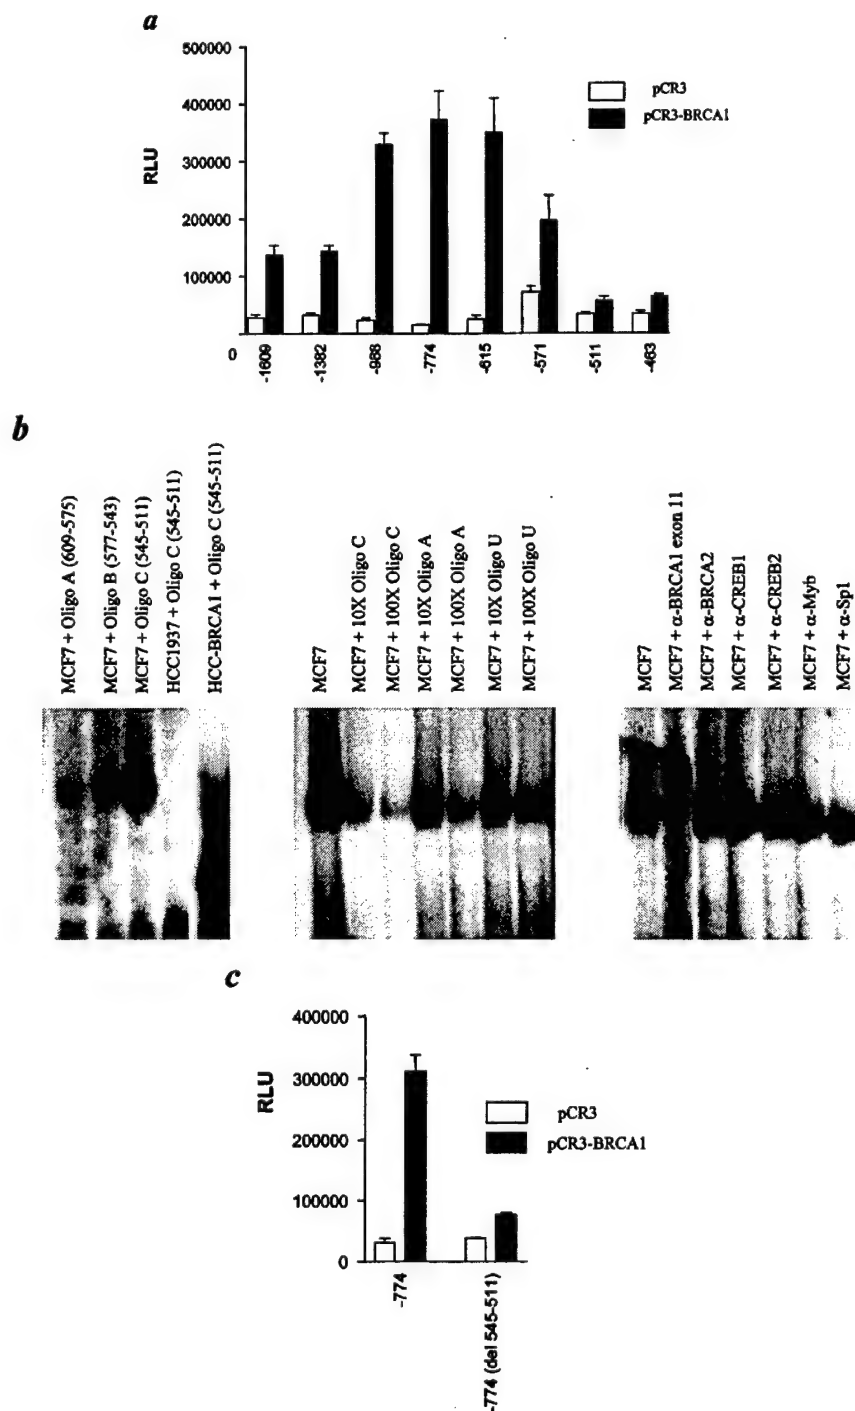 a
500000
400000
300000
200000
100000
0
RLU
pCR3
pCR3-BRCA1
-1609
-1382
-988
-774
-615
-571
-511
-463
b
MCF7 + Oligo A (609-575)
MCF7 + Oligo B (577-543)
MCF7 + Oligo C (545-511)
HCC1937 + Oligo C (545-511)
HCC-BRCA1 + Oligo C (545-511)
MCF7
MCF7 + 10X Oligo C
MCF7 + 100X Oligo C
MCF7 + 10X Oligo A
MCF7 + 100X Oligo A
MCF7 + 10X Oligo U
MCF7 + 100X Oligo U
MCF7
MCF7 + α-BRCA1 exon 11
MCF7 + α-BRCA2
MCF7 + α-CREB1
MCF7 + α-CREB2
MCF7 + α-Myb
MCF7 + α-Sp1
c
400000
300000
200000
100000
0
RLU
pCR3
pCR3-BRCA1
-774
-774 (del 545-511)